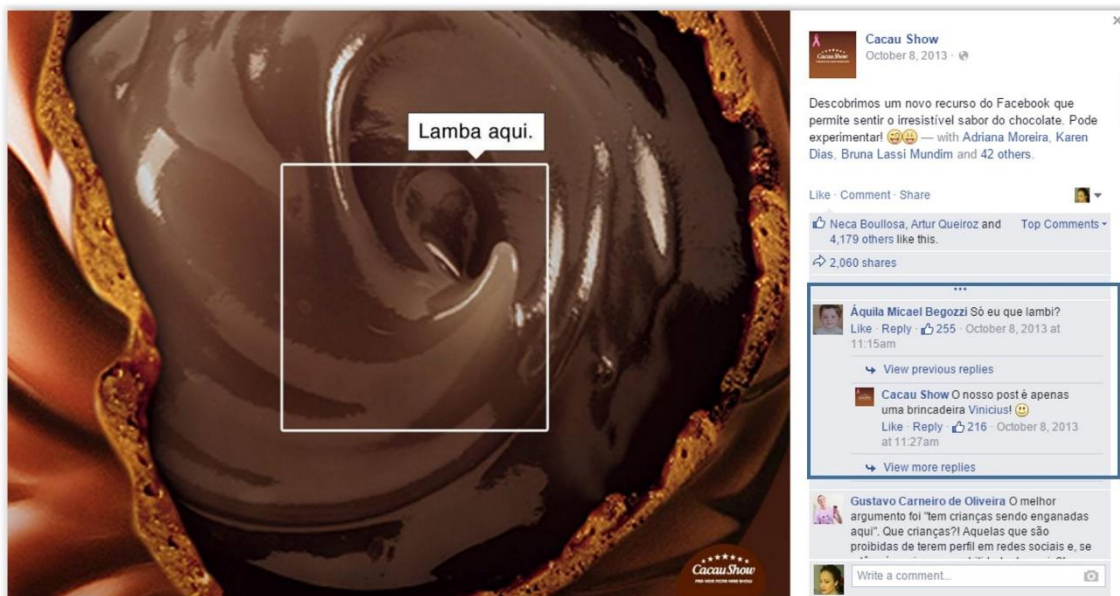 Lamba aqui.
Cacau Show
Cacau Show
October 8, 2013
Cacau Show
Descobrimos um novo recurso do Facebook que
permite sentir o irresistível sabor do chocolate. Pode
experimentar! — with Adriana Moreira, Karen
Dias, Bruna Lassi Mundim and 42 others.
Like · Comment · Share
Neca Boullosa, Artur Queiroz and
4,179 others like this.
Top Comments
2,060 shares
...
Áquila Micael Begozzi Só eu que lambi?
Like · Reply · 255 · October 8, 2013 at
11:15am
View previous replies
Cacau Show O nosso post é apenas
uma brincadeira Vinicius!
Like · Reply · 216 · October 8, 2013
at 11:27am
View more replies
Gustavo Carneiro de Oliveira O melhor
argumento foi "tem crianças sendo enganadas
aqui". Que crianças?! Aquelas que são
proibidas de terem perfil em redes sociais e, se
Write a comment...